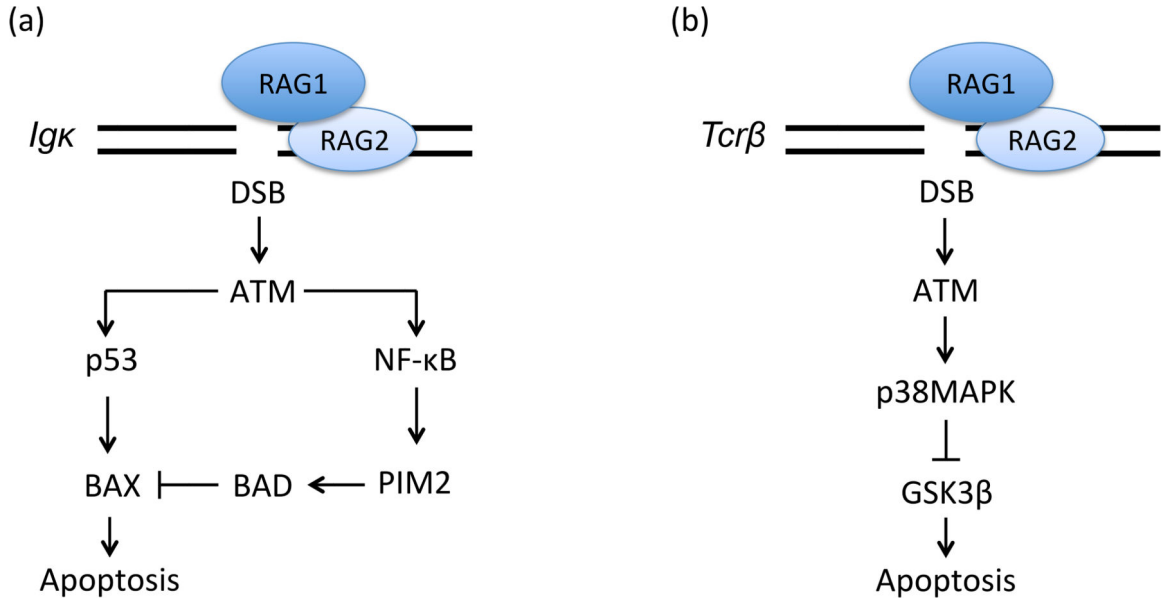 (a)
RAG1
Igκ
RAG2
DSB
ATM
p53
NF-κB
BAX
BAD
PIM2
Apoptosis
(b)
RAG1
Tcrβ
RAG2
DSB
ATM
p38MAPK
GSK3β
Apoptosis